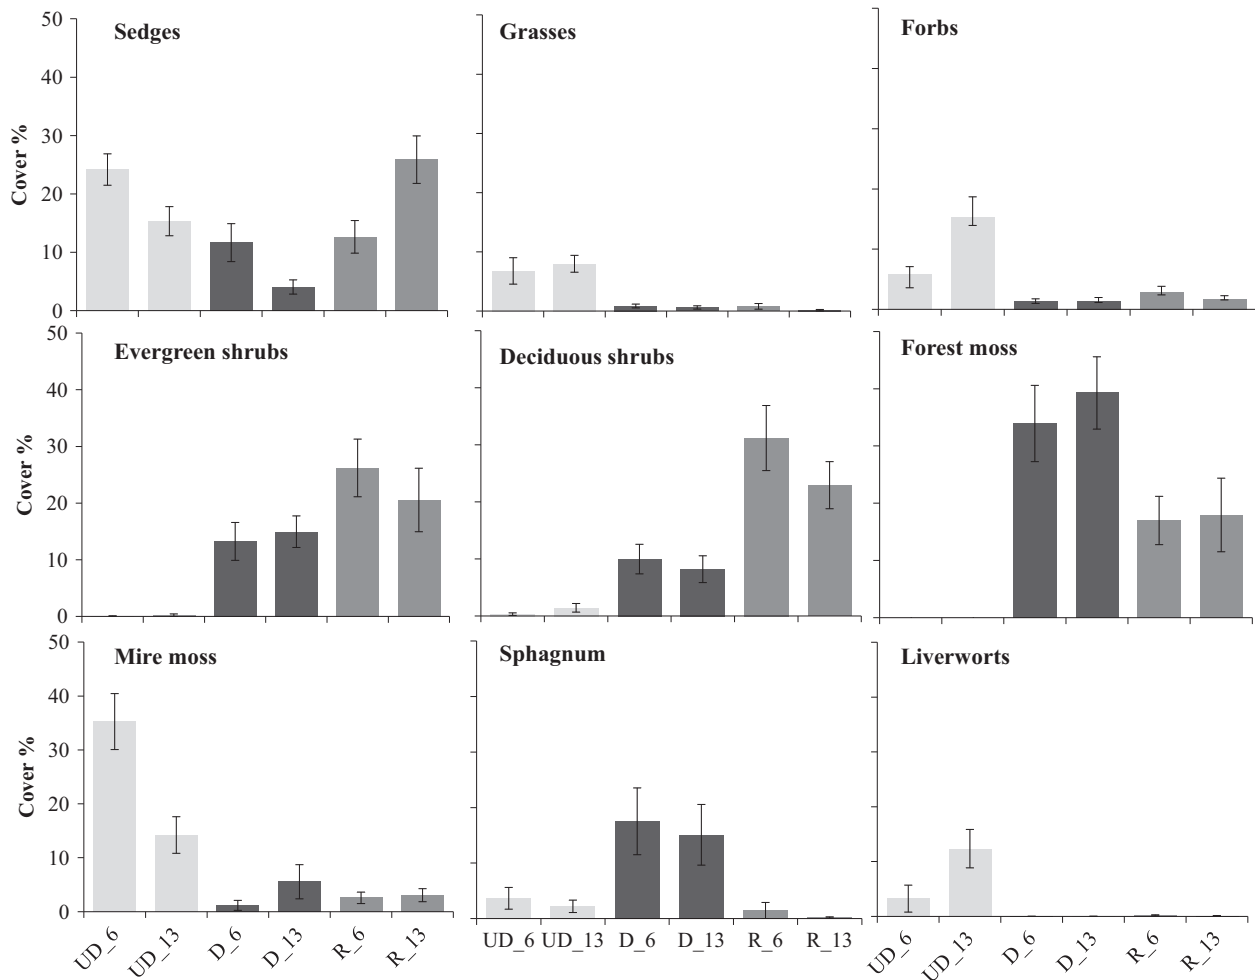 Sedges
Grasses
Forbs
50
40
30
20
10
0
Cover %
Evergreen shrubs
Deciduous shrubs
Forest moss
50
40
30
20
10
0
Cover %
Mire moss
Sphagnum
Liverworts
50
40
30
20
10
0
Cover %
UD_6 UD_13 D_6 D_13 R_6 R_13
UD_6 UD_13 D_6 D_13 R_6 R_13
UD_6 UD_13 D_6 D_13 R_6 R_13